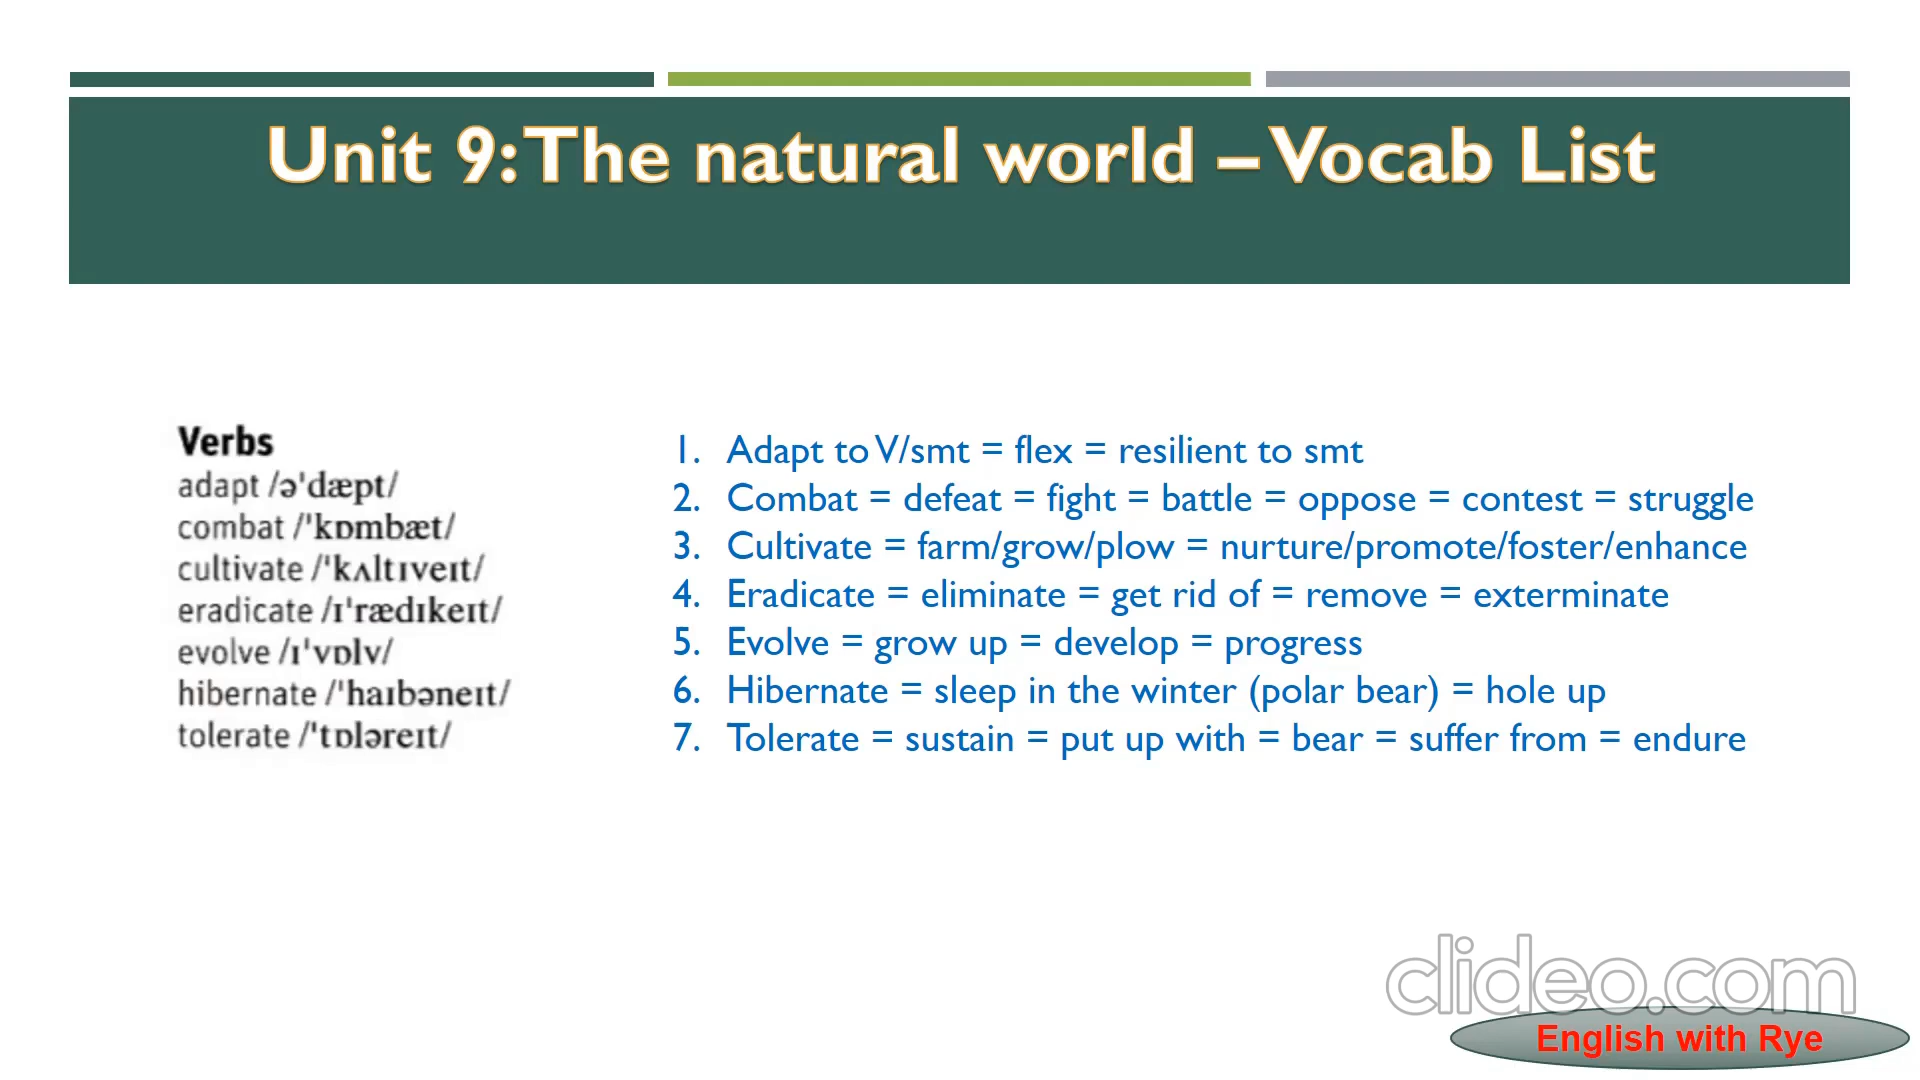 Unit 9: The natural world – Vocab List
Verbs
adapt /ə'dæpt/
combat /'kɒmbæt/
cultivate /'kʌltɪveɪt/
eradicate /ɪ'rædɪkeɪt/
evolve /ɪ'vɒlv/
hibernate /'haɪbəneɪt/
tolerate /'tɒləreɪt/
1. Adapt to V/smt = flex = resilient to smt
2. Combat = defeat = fight = battle = oppose = contest = struggle
3. Cultivate = farm/grow/plow = nurture/promote/foster/enhance
4. Eradicate = eliminate = get rid of = remove = exterminate
5. Evolve = grow up = develop = progress
6. Hibernate = sleep in the winter (polar bear) = hole up
7. Tolerate = sustain = put up with = bear = suffer from = endure
clideo.com
English with Rye